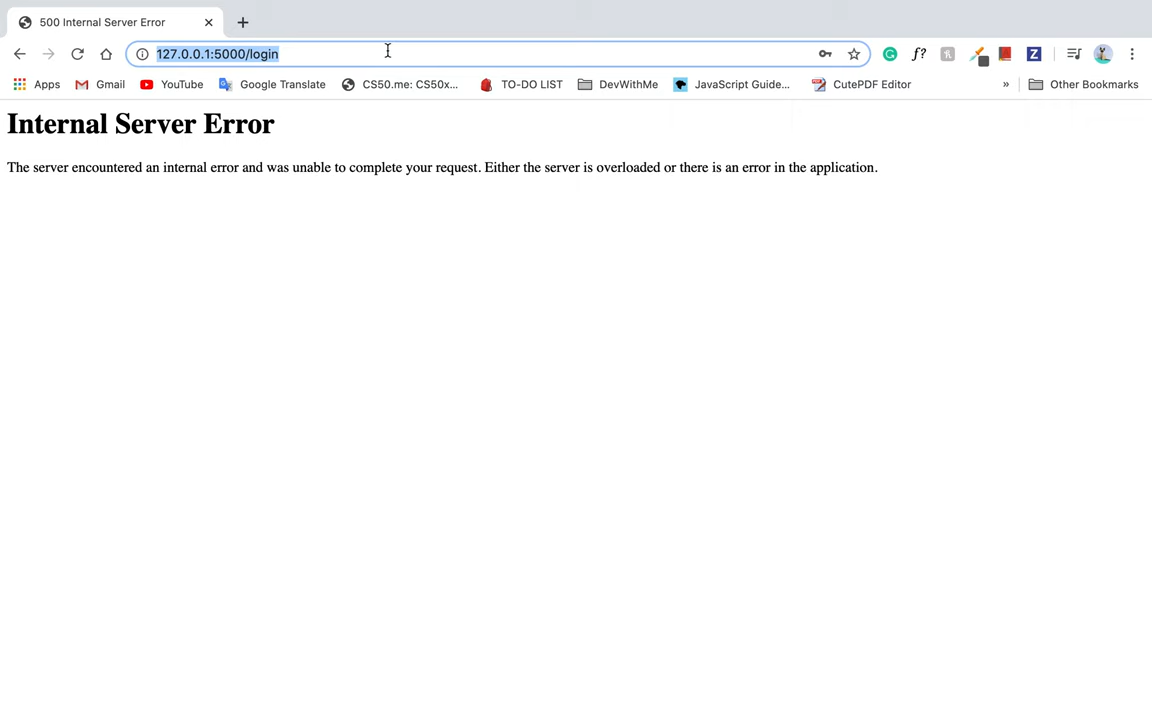 500 Internal Server Error
127.0.0.1:5000/login
f?
Z
Apps Gmail YouTube Google Translate CS50.me: CS50x... TO-DO LIST DevWithMe JavaScript Guide... CutePDF Editor » Other Bookmarks
Internal Server Error
The server encountered an internal error and was unable to complete your request. Either the server is overloaded or there is an error in the application.